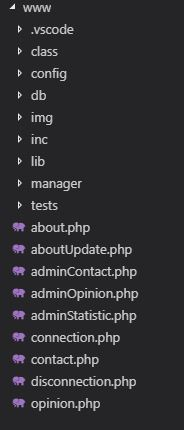 www
.vscode
class
config
db
img
inc
lib
manager
tests
about.php
aboutUpdate.php
adminContact.php
adminOpinion.php
adminStatistic.php
connection.php
contact.php
disconnection.php
opinion.php